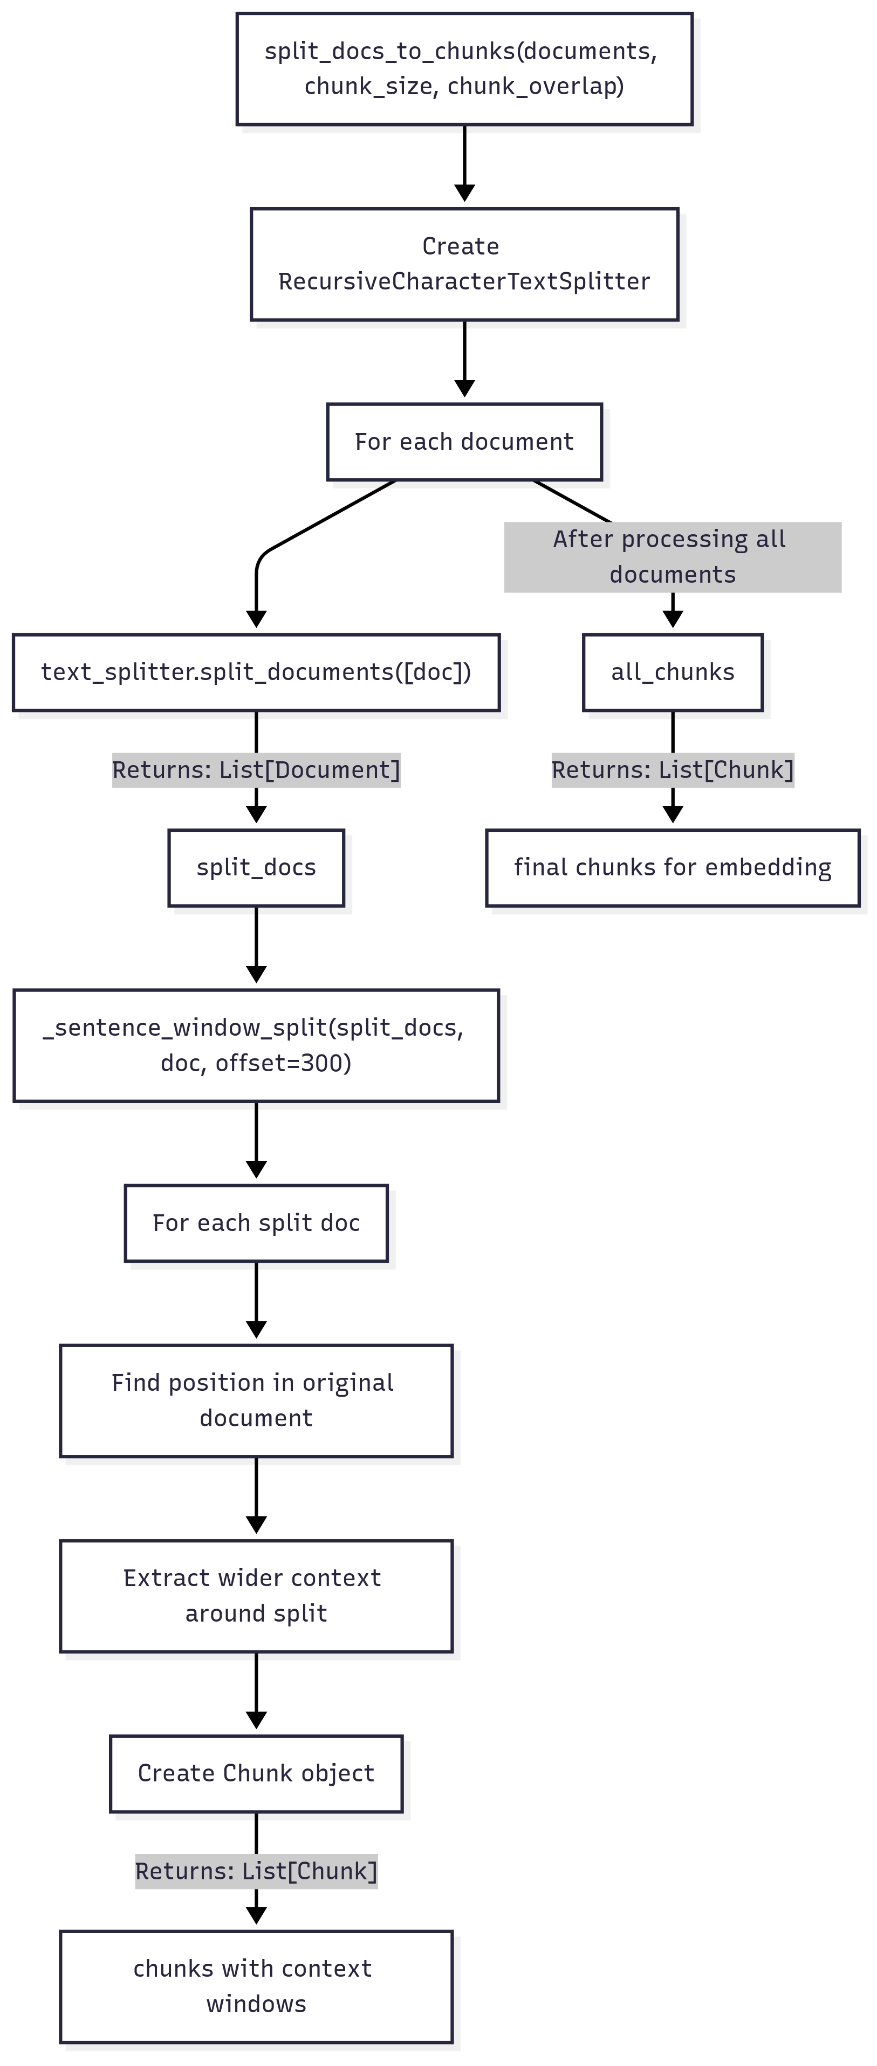 split_docs_to_chunks(documents,
chunk_size, chunk_overlap)
Create
RecursiveCharacterTextSplitter
For each document
After processing all
documents
text_splitter.split_documents([doc])
all_chunks
Returns: List[Document]
Returns: List[Chunk]
split_docs
final chunks for embedding
_sentence_window_split(split_docs,
doc, offset=300)
For each split doc
Find position in original
document
Extract wider context
around split
Create Chunk object
Returns: List[Chunk]
chunks with context
windows